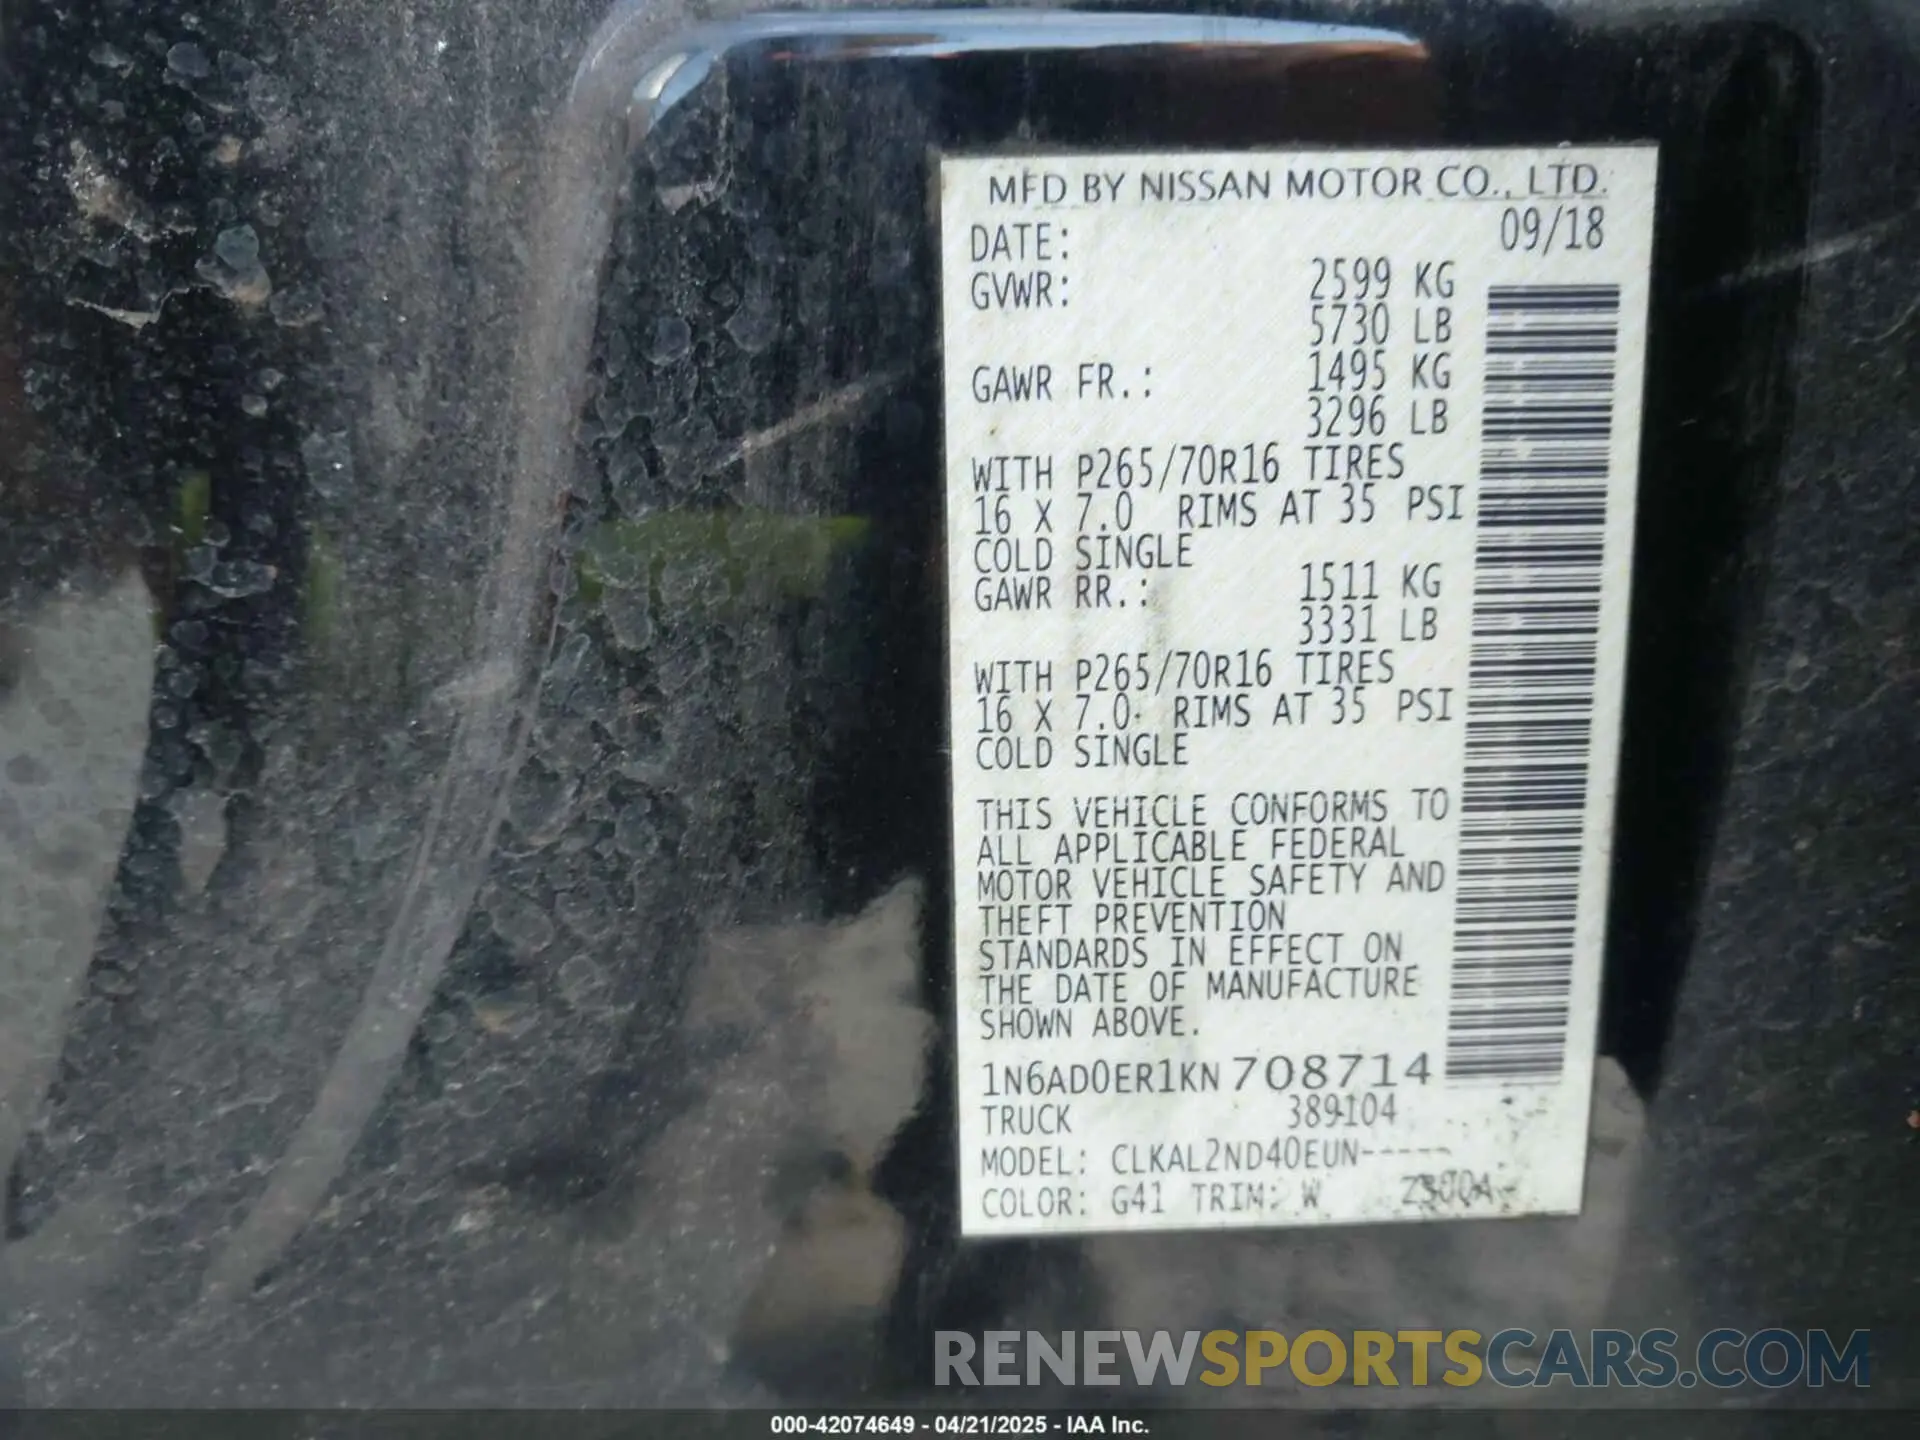 MFD BY NISSAN MOTOR CO., LTD.
DATE: 09/18
GVWR: 2599 KG
5730 LB
GAWR FR.: 1495 KG
3296 LB
WITH P265/70R16 TIRES
16 X 7.0 RIMS AT 35 PSI
COLD SINGLE
GAWR RR.: 1511 KG
3331 LB
WITH P265/70R16 TIRES
16 X 7.0 RIMS AT 35 PSI
COLD SINGLE
THIS VEHICLE CONFORMS TO
ALL APPLICABLE FEDERAL
MOTOR VEHICLE SAFETY AND
THEFT PREVENTION
STANDARDS IN EFFECT ON
THE DATE OF MANUFACTURE
SHOWN ABOVE.
1N6AD0ER1KN708714
TRUCK 389104
MODEL: CLKAL2ND40EUN-----
COLOR: G41 TRIM: W
RENEWSPORTSCARS.COM
000-42074649 - 04/21/2025 - IAA Inc.